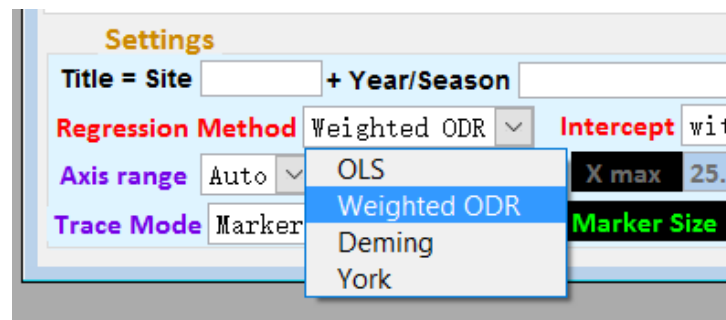 Settings
Title = Site + Year/Season
Regression Method Weighted ODR Intercept
Axis range Auto X max 25.
Trace Mode Marker Marker Size
OLS
Weighted ODR
Deming
York